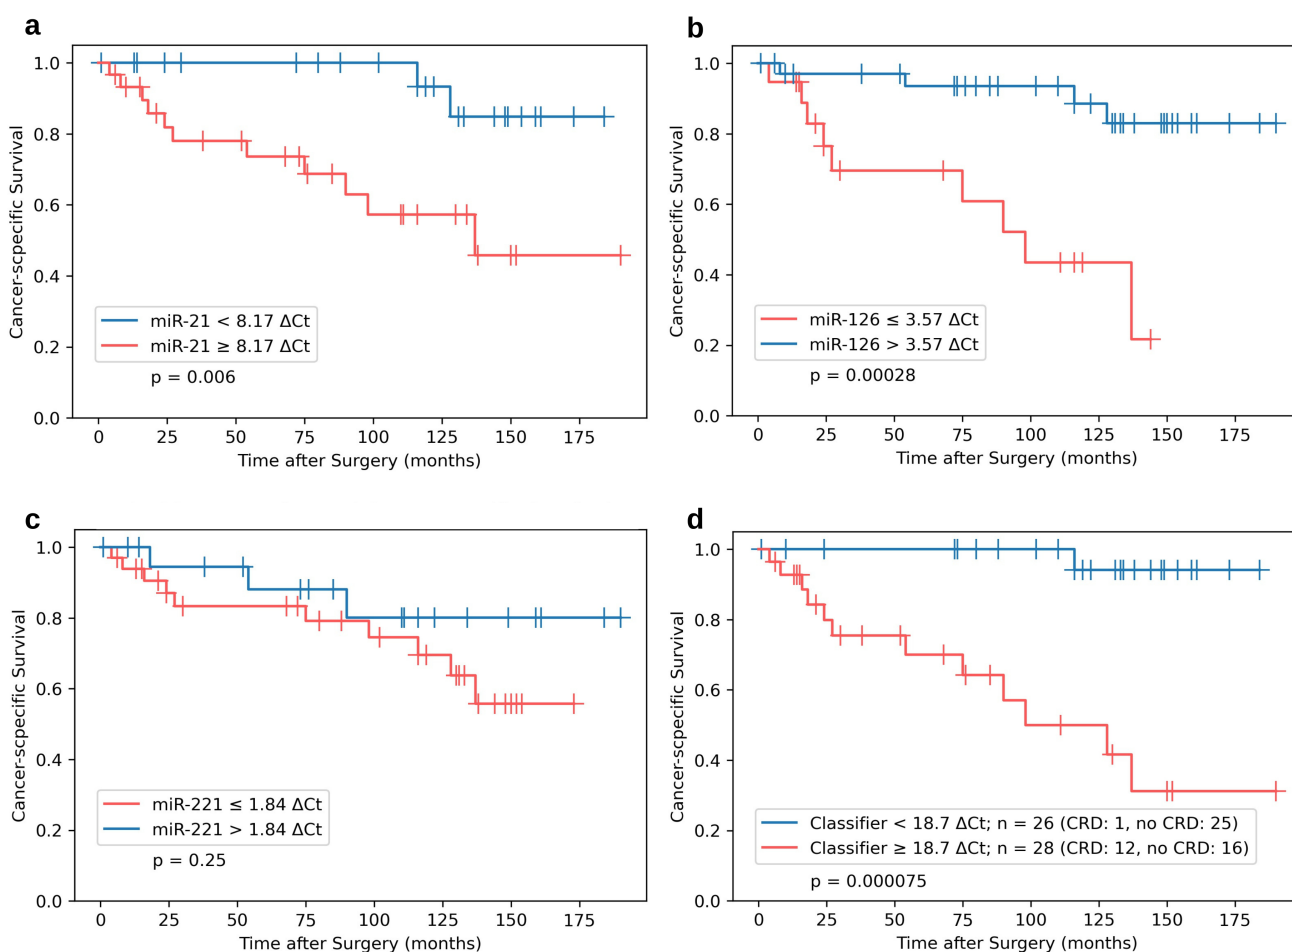 a
1.0
0.8
0.6
0.4
0.2
0.0
Cancer-scpecific Survival
miR-21 < 8.17 ΔCt
miR-21 ≥ 8.17 ΔCt
p = 0.006
0 25 50 75 100 125 150 175
Time after Surgery (months)
b
1.0
0.8
0.6
0.4
0.2
0.0
Cancer-scpecific Survival
miR-126 ≤ 3.57 ΔCt
miR-126 > 3.57 ΔCt
p = 0.00028
0 25 50 75 100 125 150 175
Time after Surgery (months)
c
1.0
0.8
0.6
0.4
0.2
0.0
Cancer-scpecific Survival
miR-221 ≤ 1.84 ΔCt
miR-221 > 1.84 ΔCt
p = 0.25
0 25 50 75 100 125 150 175
Time after Surgery (months)
d
1.0
0.8
0.6
0.4
0.2
0.0
Cancer-scpecific Survival
Classifier < 18.7 ΔCt; n = 26 (CRD: 1, no CRD: 25)
Classifier ≥ 18.7 ΔCt; n = 28 (CRD: 12, no CRD: 16)
p = 0.000075
0 25 50 75 100 125 150 175
Time after Surgery (months)